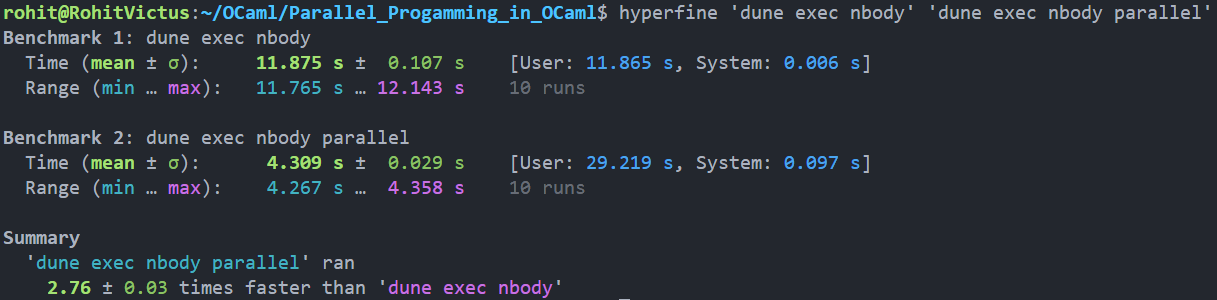 rohit@RohitVictus:~/OCaml/Parallel_Progamming_in_OCaml$ hyperfine 'dune exec nbody' 'dune exec nbody parallel'
Benchmark 1: dune exec nbody
  Time (mean ± σ):     11.875 s ±  0.107 s    [User: 11.865 s, System: 0.006 s]
  Range (min … max):   11.765 s … 12.143 s    10 runs

Benchmark 2: dune exec nbody parallel
  Time (mean ± σ):      4.309 s ±  0.029 s    [User: 29.219 s, System: 0.097 s]
  Range (min … max):    4.267 s …  4.358 s    10 runs

Summary
  'dune exec nbody parallel' ran
    2.76 ± 0.03 times faster than 'dune exec nbody'